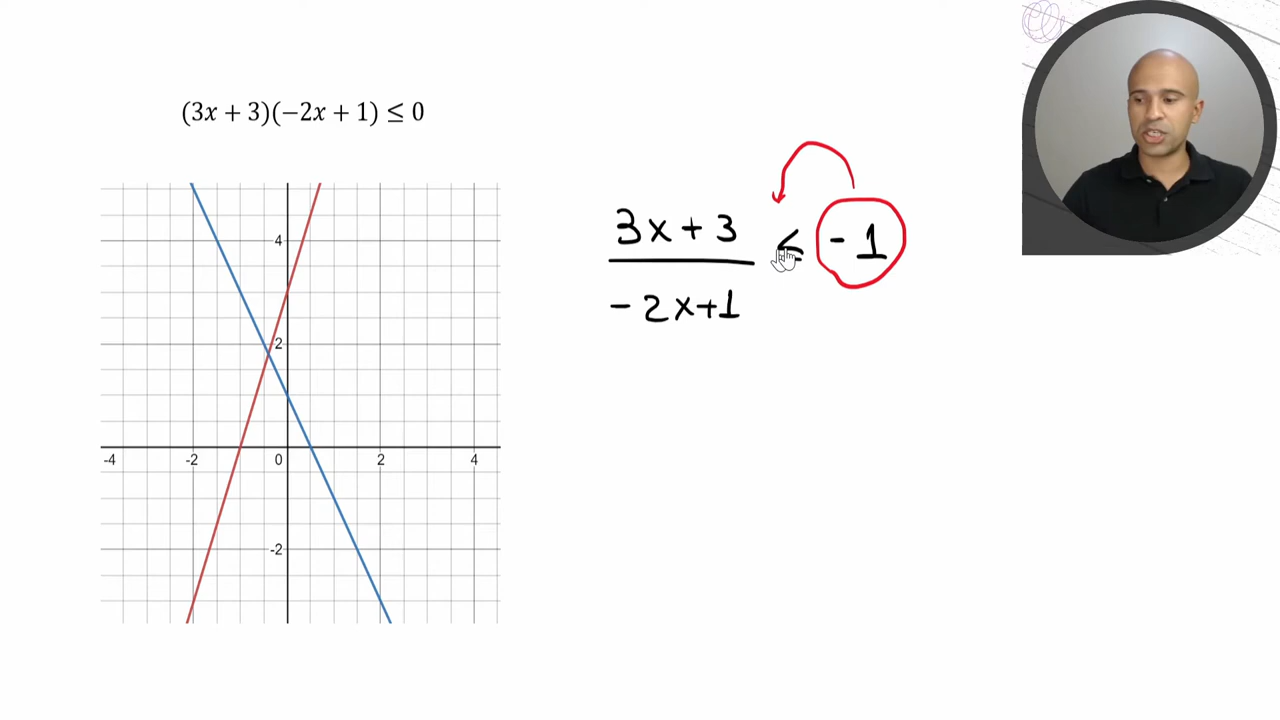 (3x + 3)(−2x + 1) ≤ 0
4
2
-4 -2 0 2 4
-2
3x + 3
≤ -1
- 2x+1